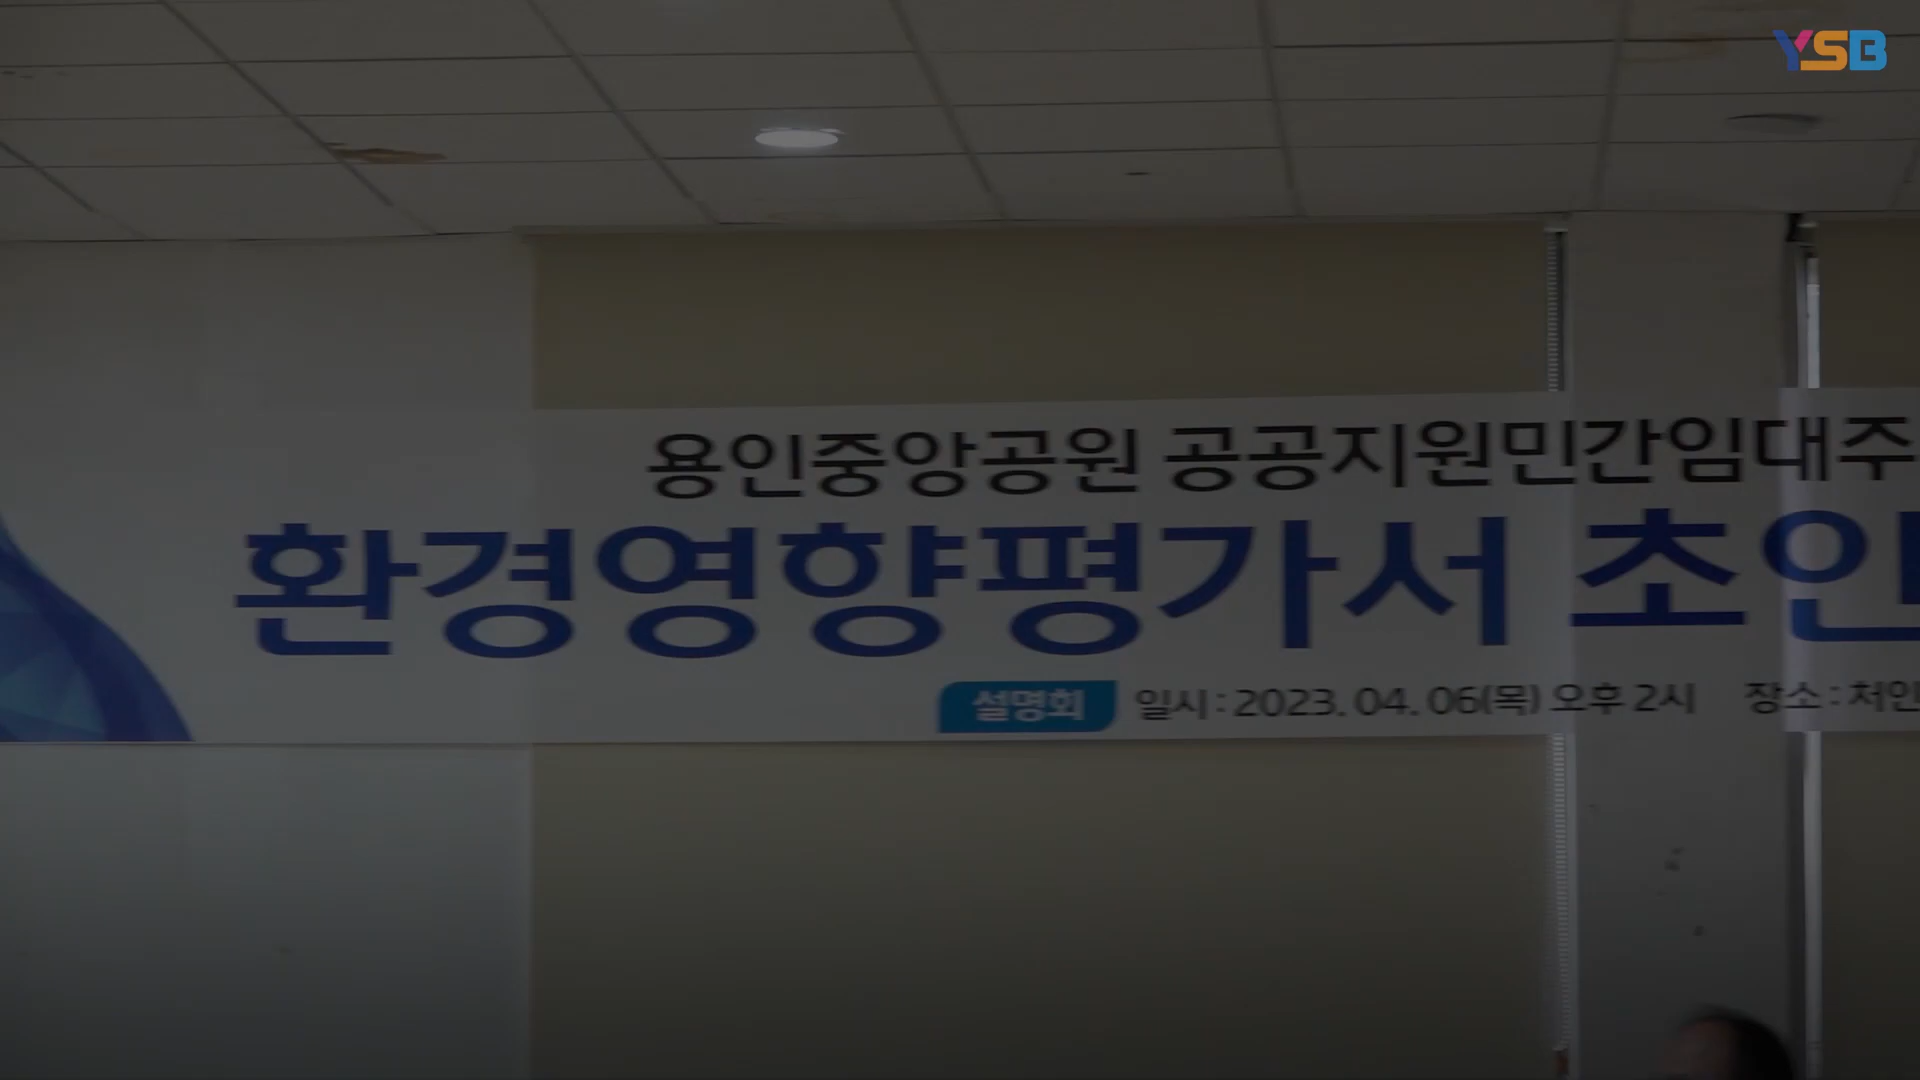 YSB
용인중앙공원 공공지원민간임대주
환경영향평가서 초안
설명회 일시 : 2023. 04. 06(목) 오후 2시 장소 : 처인